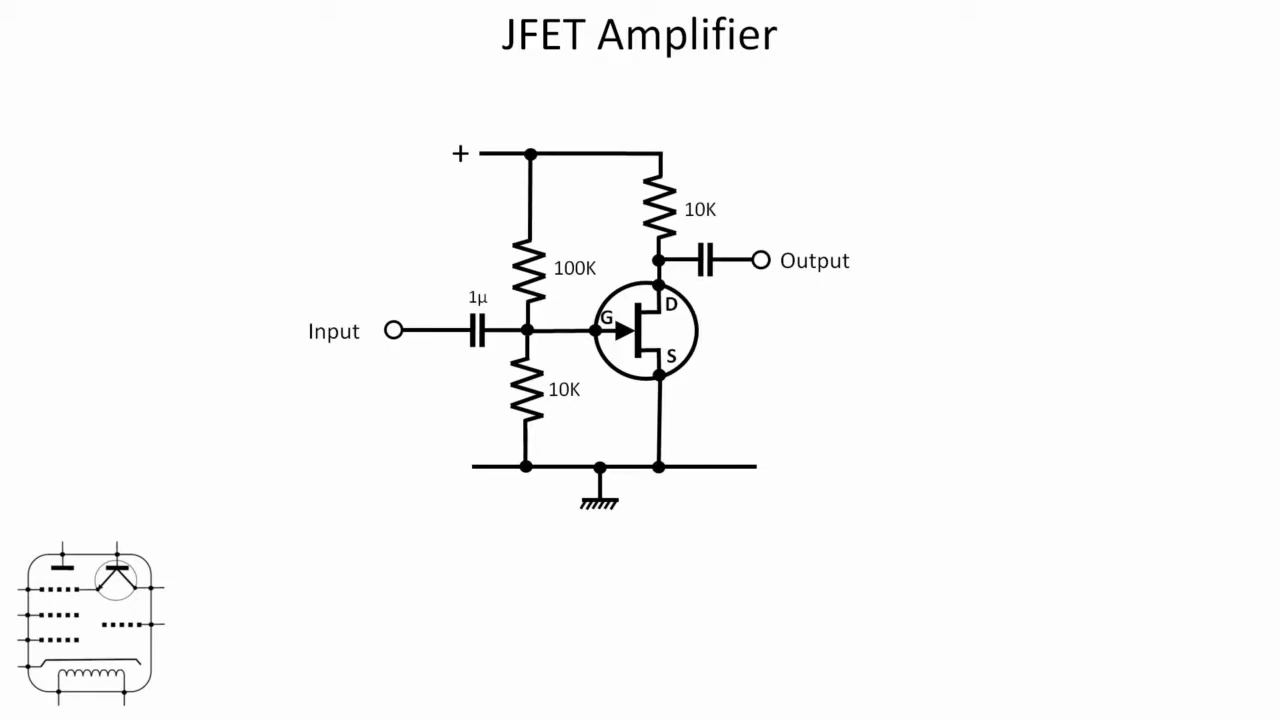 JFET Amplifier
+
10K
Output
100K
1µ
G
D
Input
S
10K